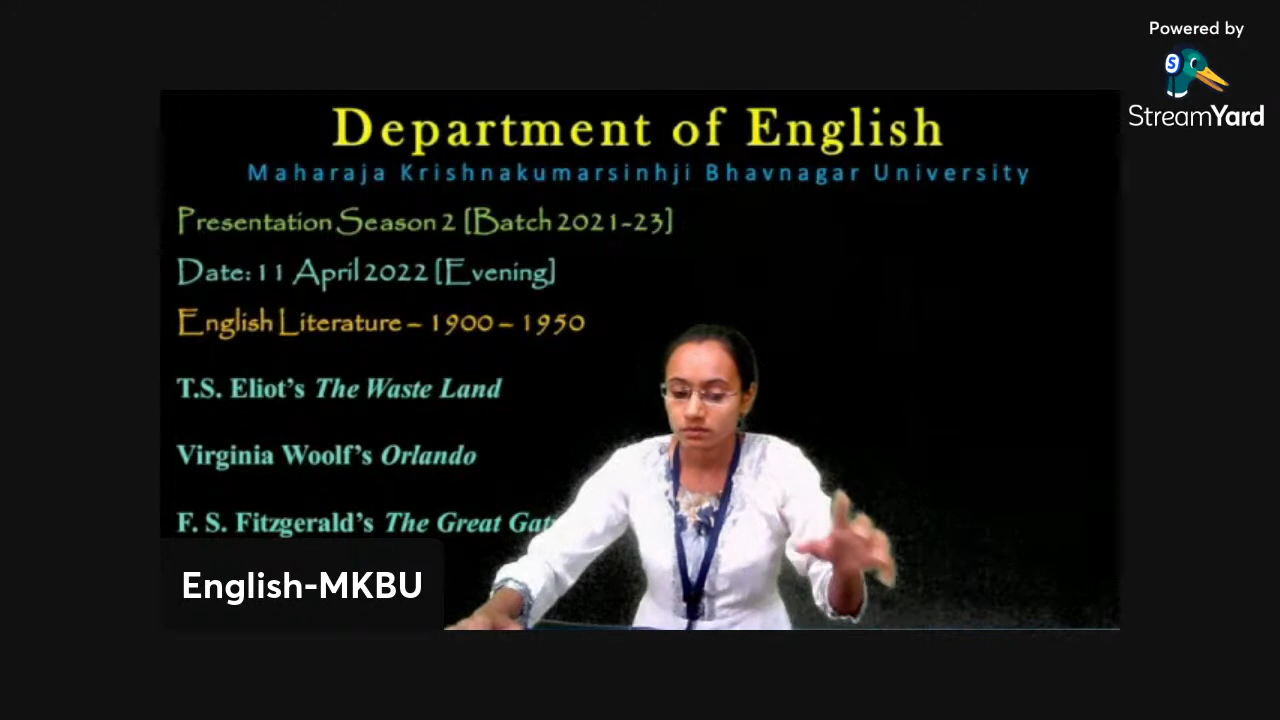 Powered by
StreamYard
Department of English
Maharaja Krishnakumarsinhji Bhavnagar University
Presentation Season 2 [Batch 2021-23]
Date: 11 April 2022 [Evening]
English Literature – 1900 – 1950
T.S. Eliot's The Waste Land
Virginia Woolf's Orlando
F. S. Fitzgerald's The Great
English-MKBU